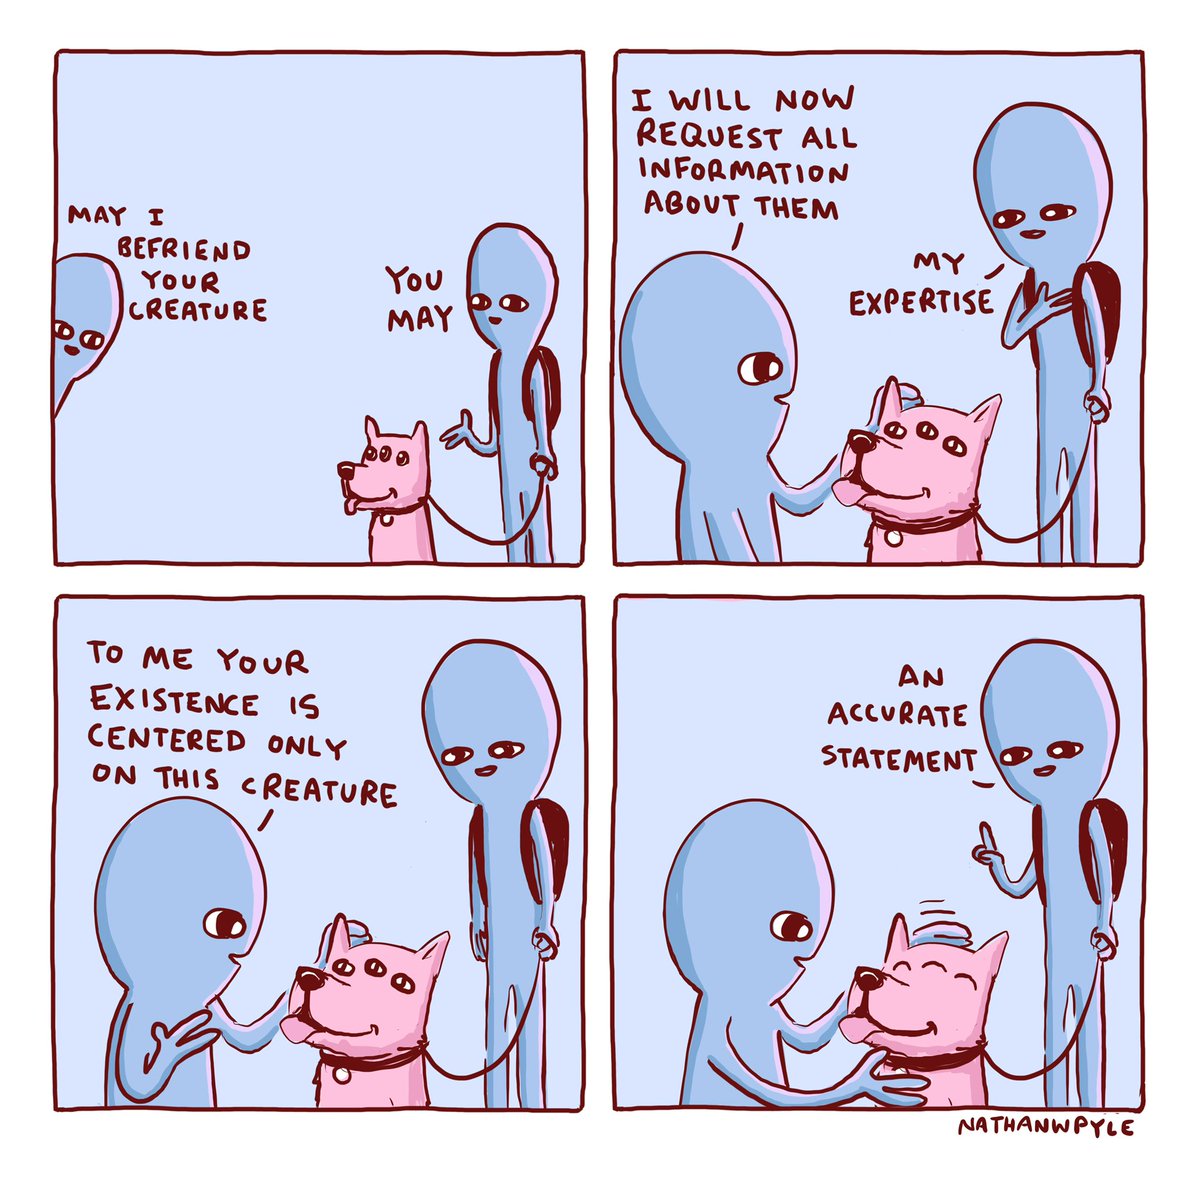 MAY I
BEFRIEND
YOUR
CREATURE
YOU
MAY
I WILL NOW
REQUEST ALL
INFORMATION
ABOUT THEM
MY
EXPERTISE
TO ME YOUR
EXISTENCE IS
CENTERED ONLY
ON THIS CREATURE
AN
ACCURATE
STATEMENT
NATHANWPYLE